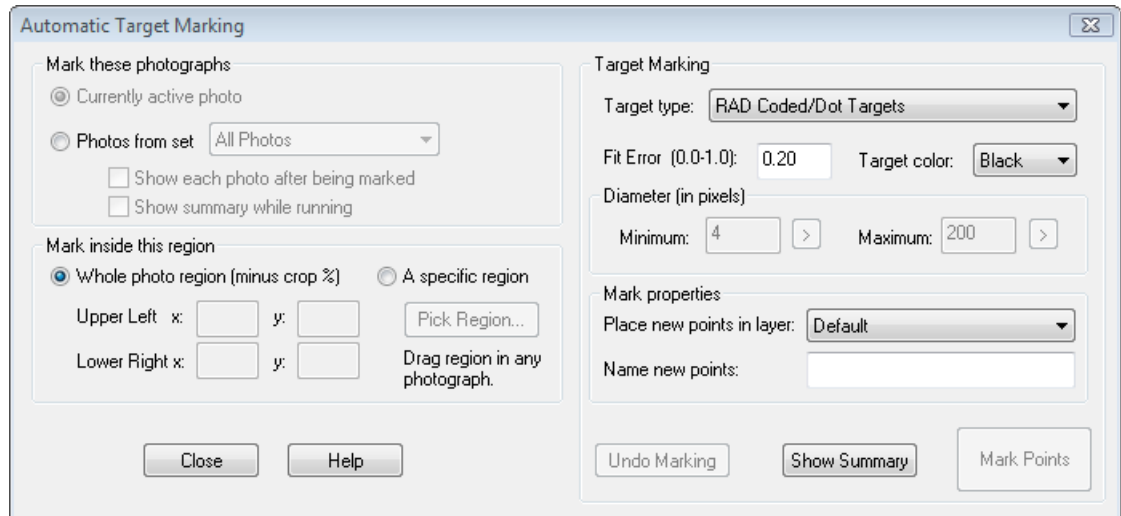 Automatic Target Marking
Mark these photographs
Currently active photo
Photos from set All Photos
Show each photo after being marked
Show summary while running
Mark inside this region
Whole photo region (minus crop %) A specific region
Upper Left x: y: Pick Region...
Lower Right x: y: Drag region in any
photograph.
Close Help
Target Marking
Target type: RAD Coded/Dot Targets
Fit Error (0.0-1.0): 0.20 Target color: Black
Diameter (in pixels)
Minimum: 4 > Maximum: 200 >
Mark properties
Place new points in layer: Default
Name new points:
Undo Marking Show Summary Mark Points